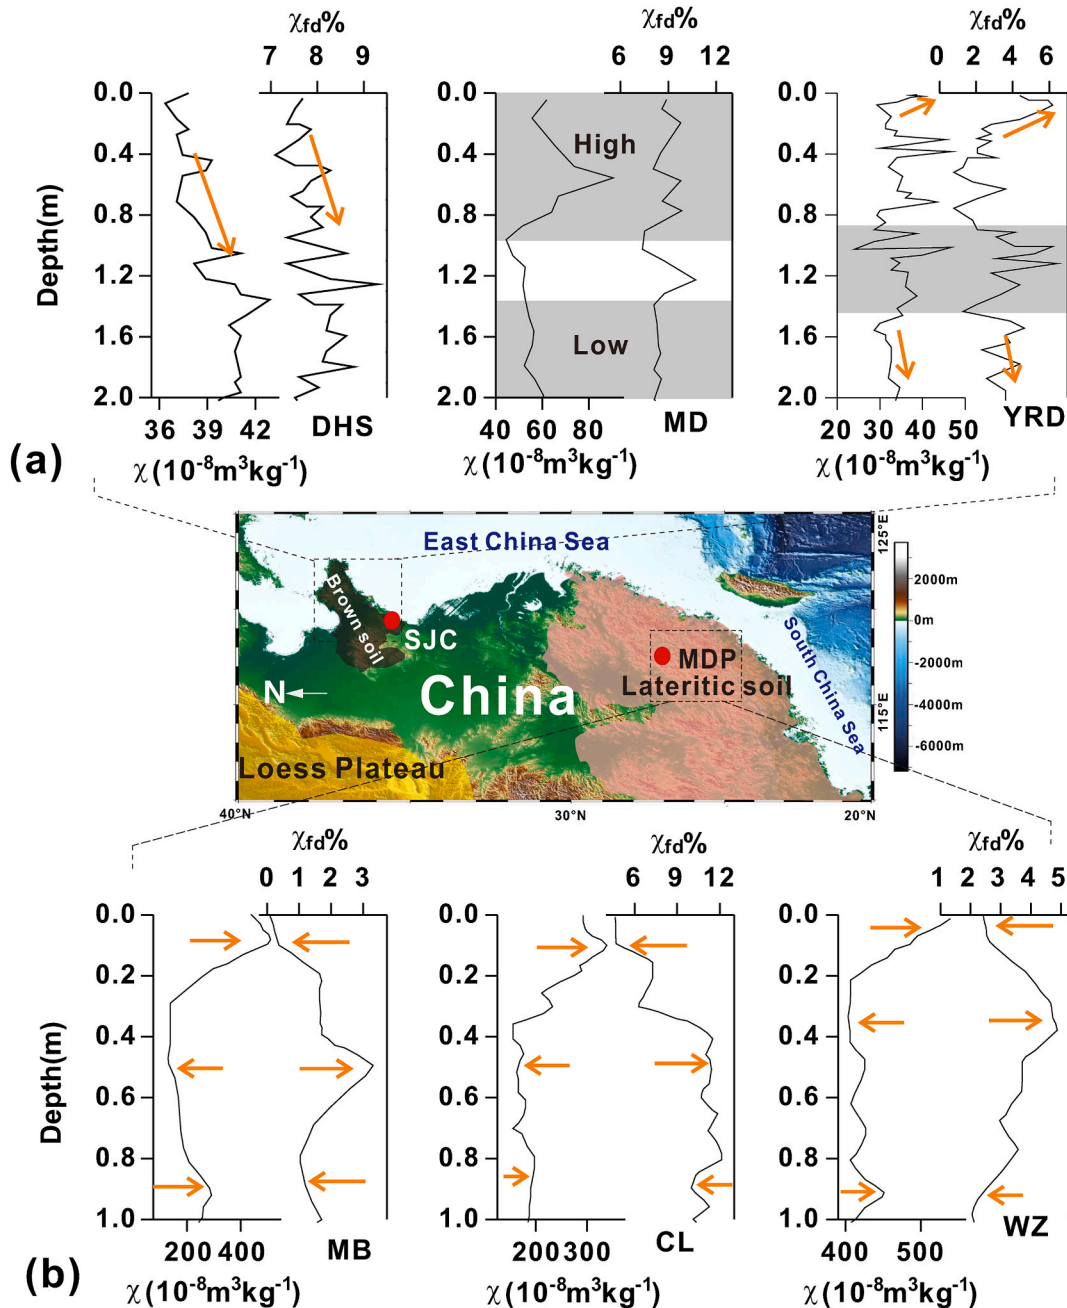 (a)
χfd%
7 8 9
χfd%
6 9 12
χfd%
0 2 4 6
0.0
0.4
0.8
1.2
1.6
2.0
Depth(m)
36 39 42
DHS
χ (10-8m3kg-1)
0.0
0.4
0.8
1.2
1.6
2.0
High
Low
40 60 80
MD
χ (10-8m3kg-1)
0.0
0.4
0.8
1.2
1.6
2.0
20 30 40 50
YRD
χ (10-8m3kg-1)
East China Sea
125°E
Brown soil
SJC
MDP
Lateritic soil
South China Sea
N
China
Loess Plateau
115°E
40°N 30°N 20°N
2000m
0m
-2000m
-4000m
-6000m
(b)
χfd%
0 1 2 3
χfd%
6 9 12
χfd%
1 2 3 4 5
0.0
0.2
0.4
0.6
0.8
1.0
Depth(m)
200 400
MB
χ (10-8m3kg-1)
0.0
0.2
0.4
0.6
0.8
1.0
200 300
CL
χ (10-8m3kg-1)
0.0
0.2
0.4
0.6
0.8
1.0
400 500
WZ
χ (10-8m3kg-1)